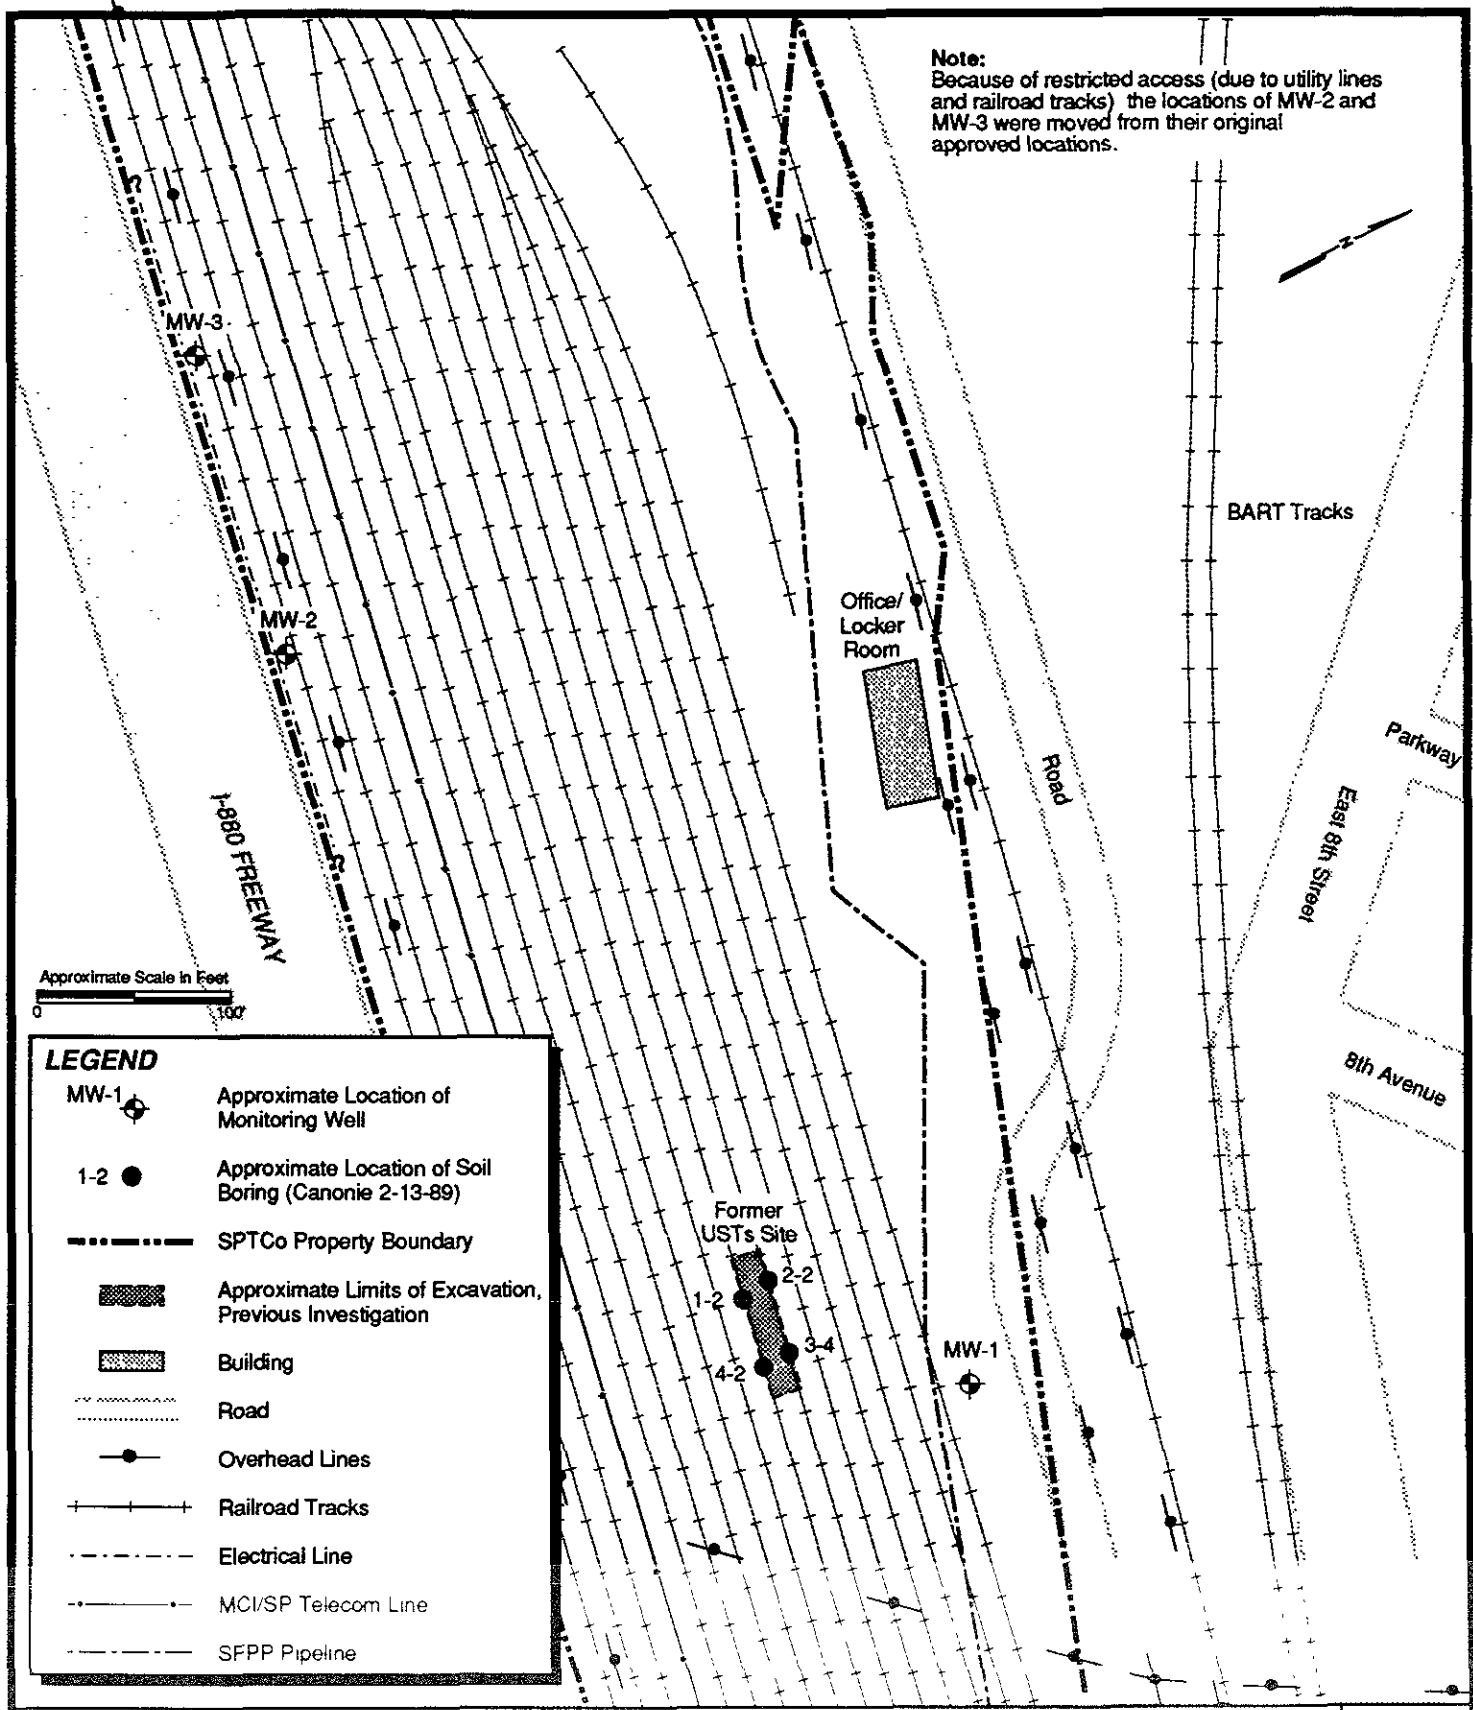 Note:
Because of restricted access (due to utility lines
and railroad tracks) the locations of MW-2 and
MW-3 were moved from their original
approved locations.
N
MW-3
BART Tracks
Office/
Locker
Room
MW-2
Parkway
Road
East 8th Street
I-880 FREEWAY
Approximate Scale in Feet
0 100'
8th Avenue
LEGEND
MW-1 Approximate Location of
Monitoring Well
1-2 Approximate Location of Soil
Boring (Canonie 2-13-89)
SPTCo Property Boundary
Approximate Limits of Excavation,
Previous Investigation
Building
Road
Overhead Lines
Railroad Tracks
Electrical Line
MCI/SP Telecom Line
SFPP Pipeline
Former
USTs Site
2-2
1-2
3-4
4-2
MW-1